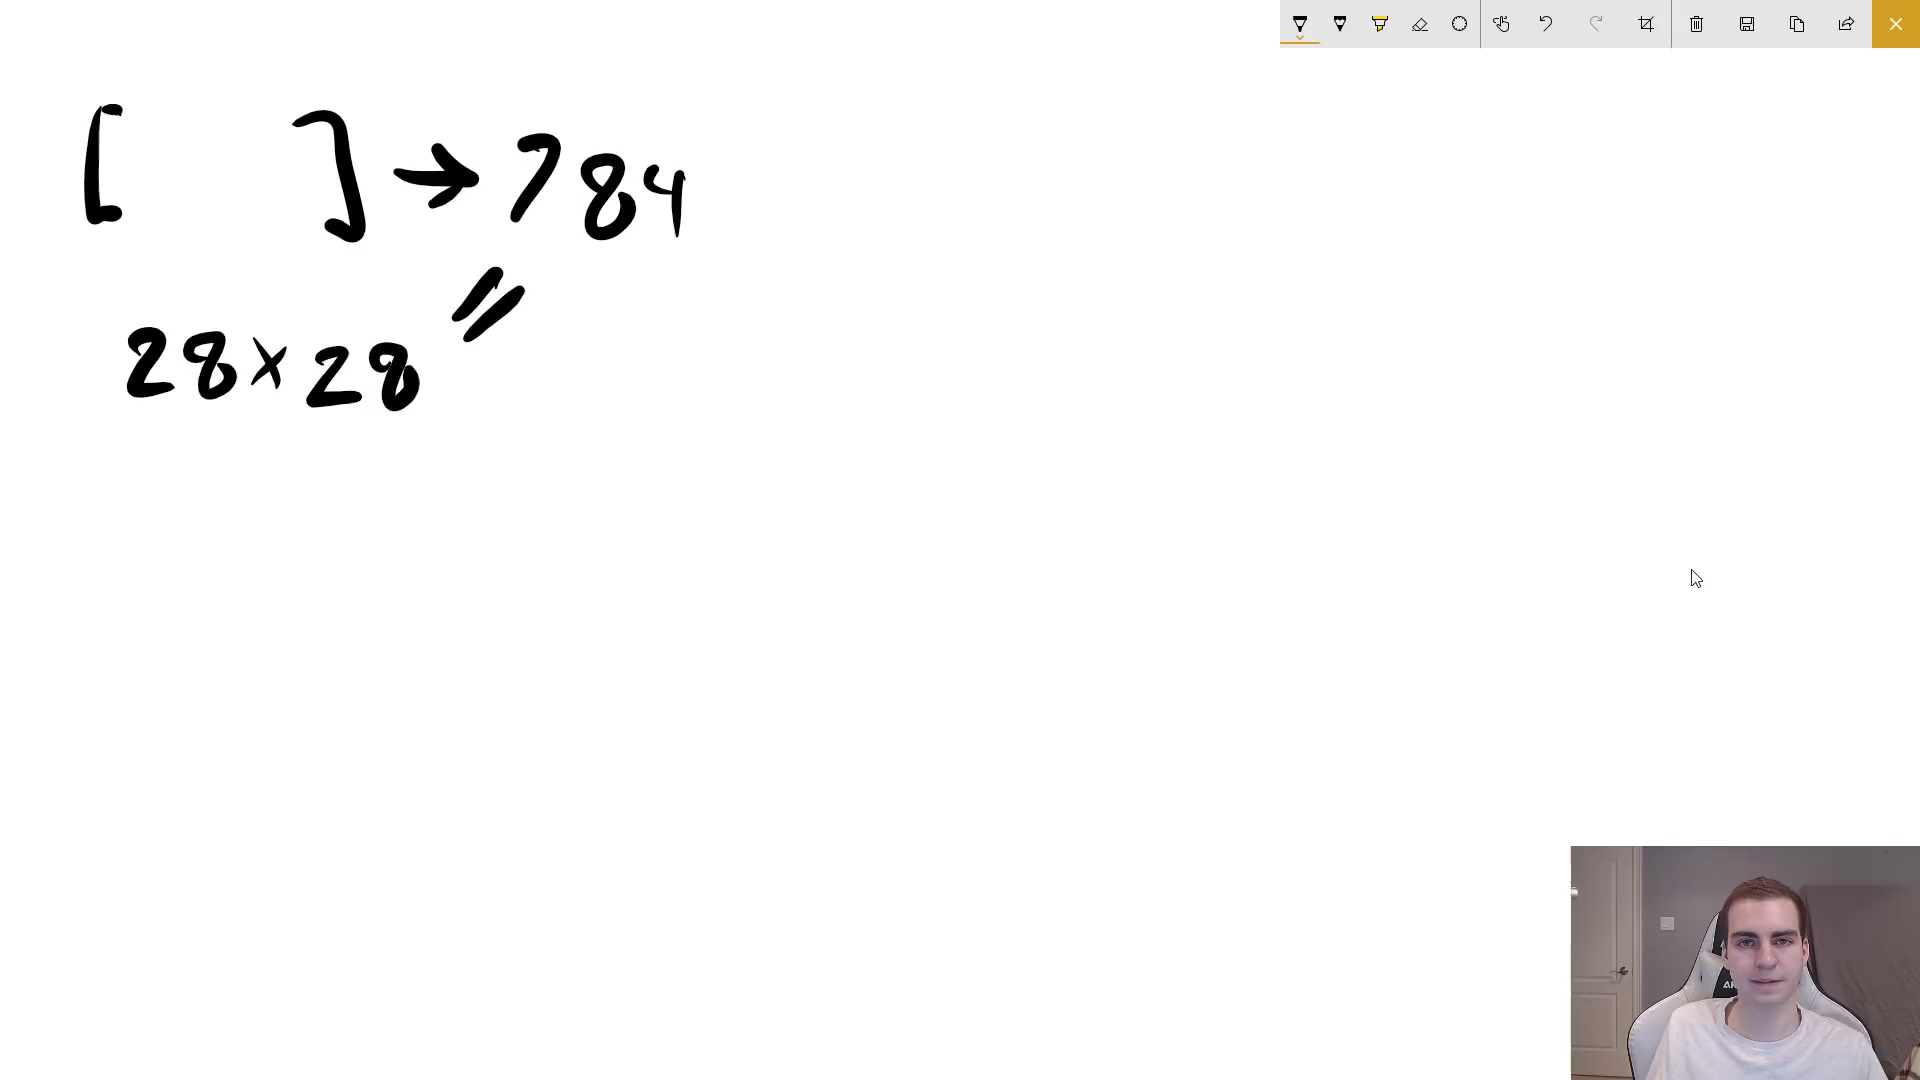 [ ] → 784
28 × 28 =